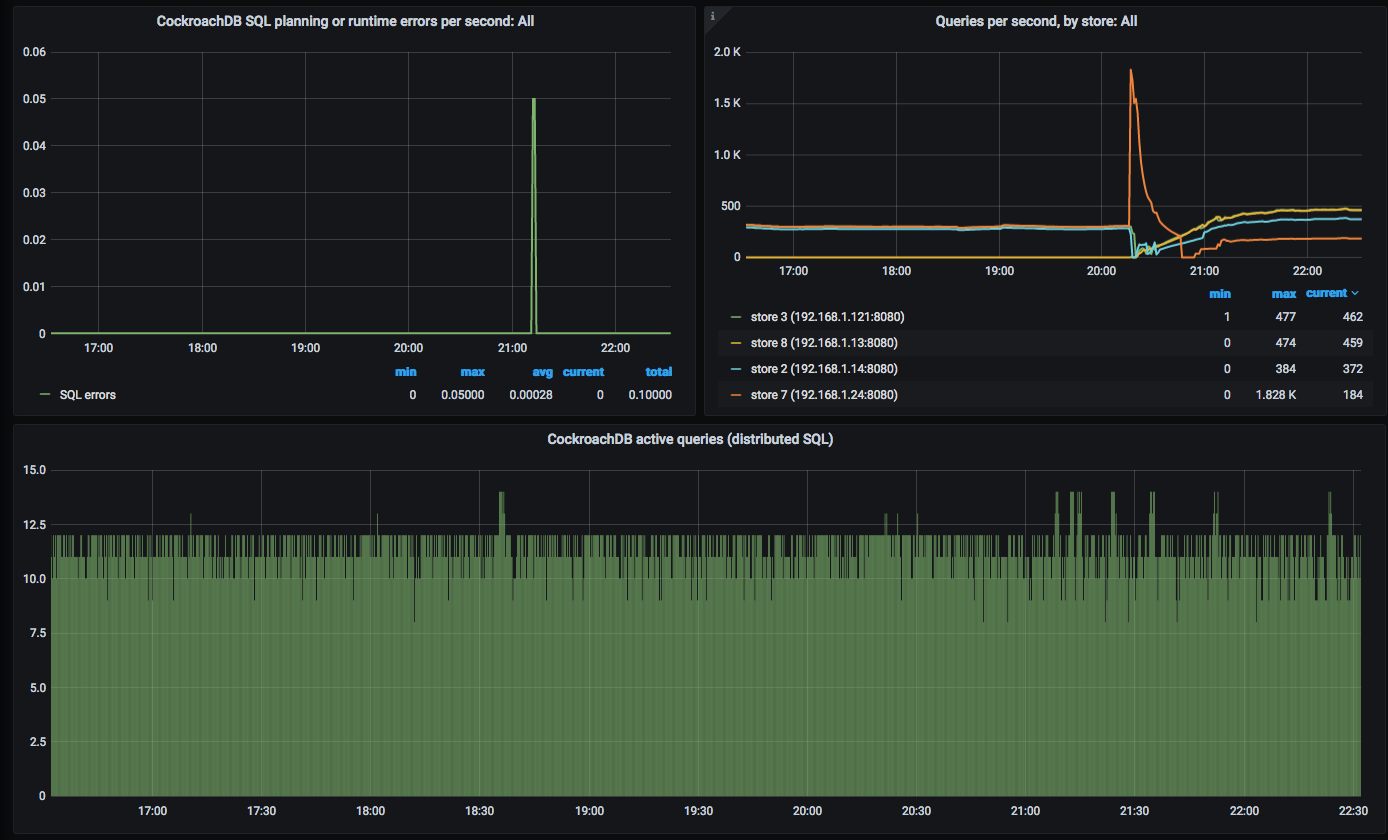 CockroachDB SQL planning or runtime errors per second: All
0.06
0.05
0.04
0.03
0.02
0.01
0
17:00 18:00 19:00 20:00 21:00 22:00
min max avg current total
SQL errors 0 0.05000 0.00028 0 0.10000
i
Queries per second, by store: All
2.0 K
1.5 K
1.0 K
500
0
17:00 18:00 19:00 20:00 21:00 22:00
min max current
store 3 (192.168.1.121:8080) 1 477 462
store 8 (192.168.1.13:8080) 0 474 459
store 2 (192.168.1.14:8080) 0 384 372
store 7 (192.168.1.24:8080) 0 1.828 K 184
CockroachDB active queries (distributed SQL)
15.0
12.5
10.0
7.5
5.0
2.5
0
17:00 17:30 18:00 18:30 19:00 19:30 20:00 20:30 21:00 21:30 22:00 22:30